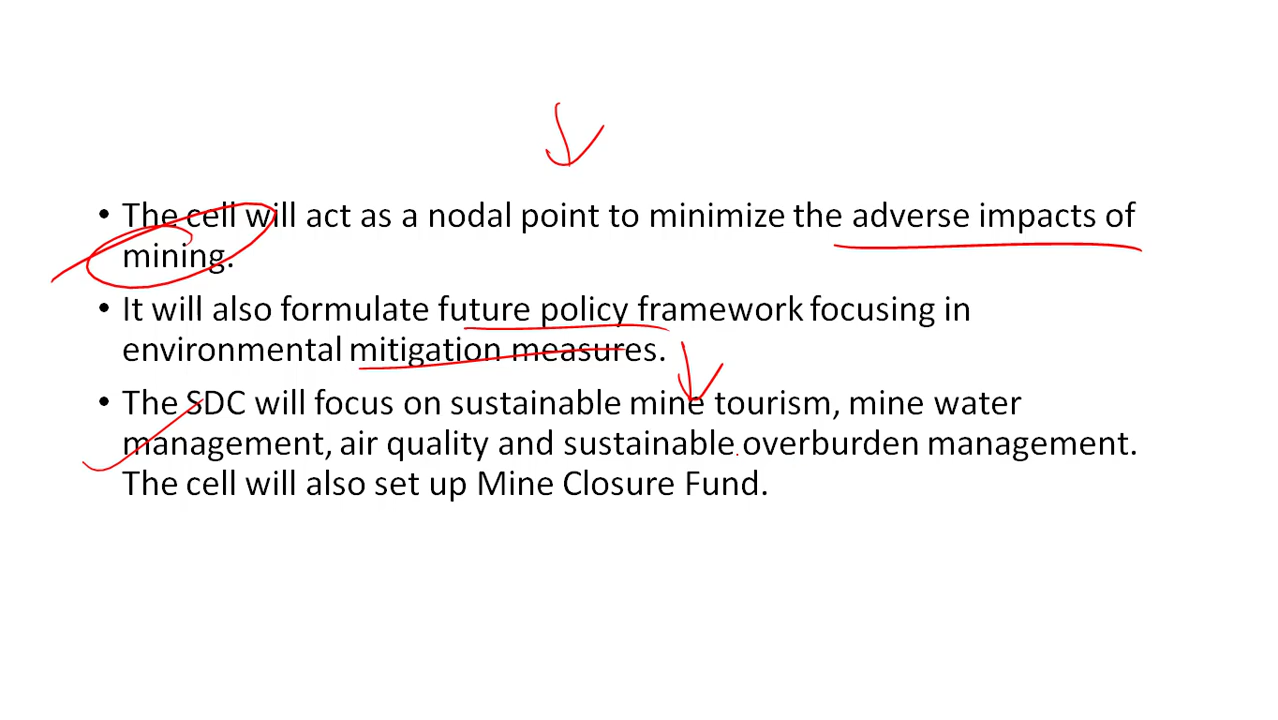 • The cell will act as a nodal point to minimize the adverse impacts of
mining.
• It will also formulate future policy framework focusing in
environmental mitigation measures.
• The SDC will focus on sustainable mine tourism, mine water
management, air quality and sustainable overburden management.
The cell will also set up Mine Closure Fund.